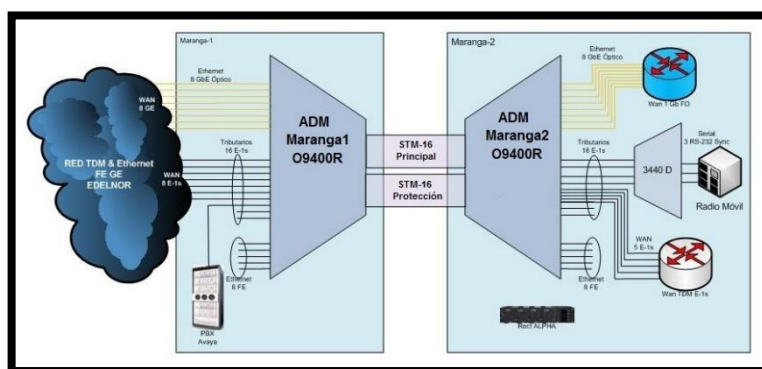 Maranga-1
Ethernet
8 GbE Óptico
WAN
8 GE
RED TDM & Ethernet
FE GE
EDELNOR
WAN
8 E-1s
Tributarios
16 E-1s
Ethernet
6 FE
PBX
Avaya
ADM
Maranga1
O9400R
STM-16
Principal
STM-16
Protección
Maranga-2
ADM
Maranga2
O9400R
Ethernet
8 GbE Óptico
Wan 1 Gb FO
Tributarios
16 E-1s
Serial
3 RS-232 Sync
3440 D
Radio Móvil
WAN
5 E-1s
Wan TDM E-1s
Ethernet
8 FE
Rect ALPHA